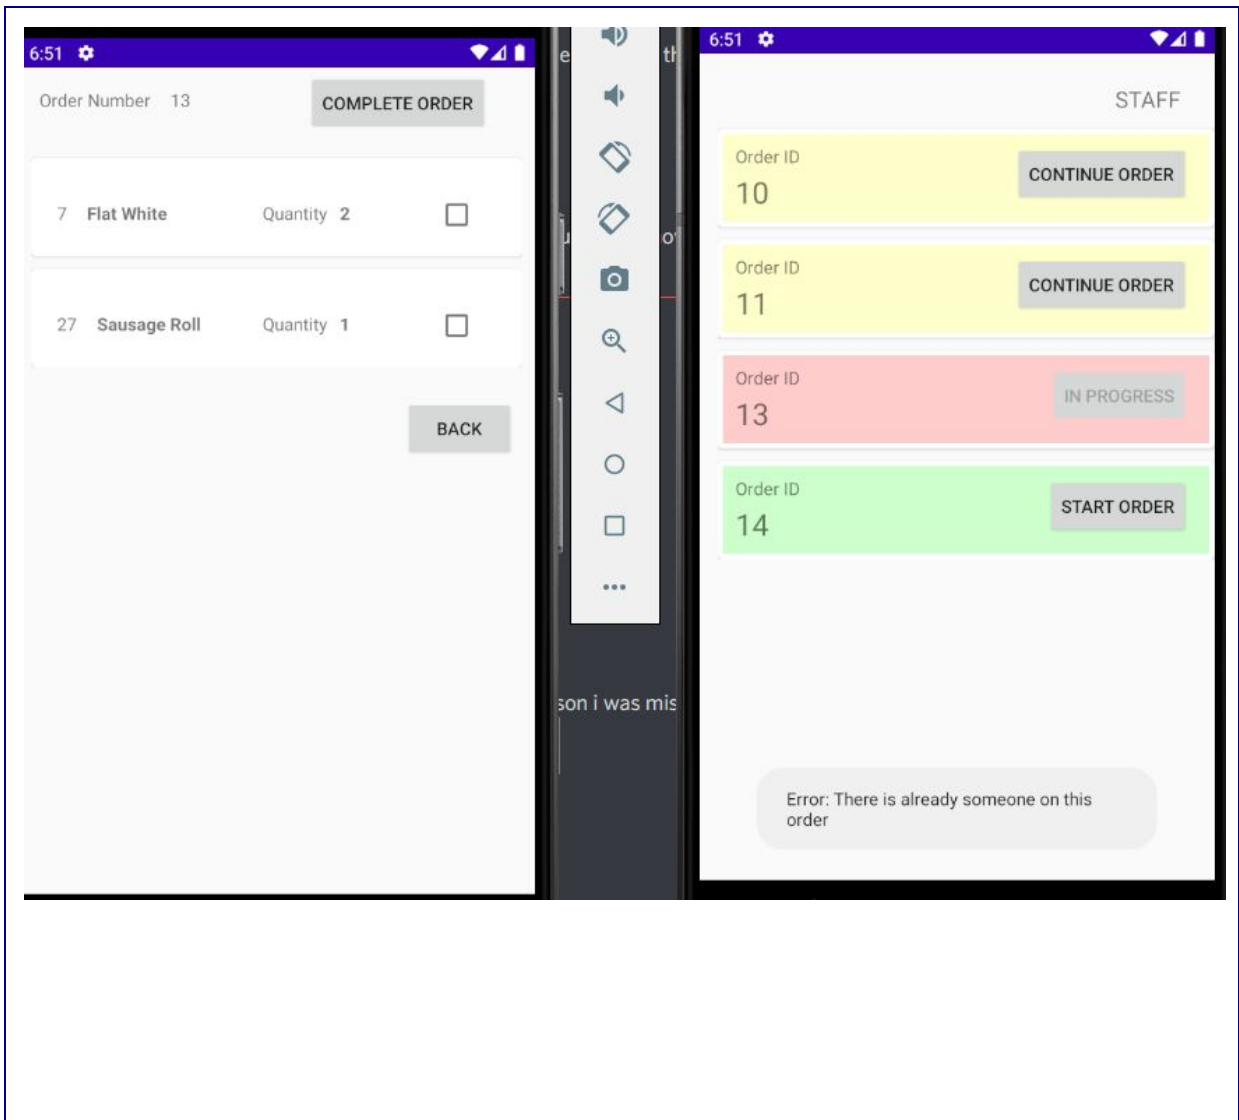 6:51
Order Number 13
COMPLETE ORDER
7 Flat White Quantity 2
27 Sausage Roll Quantity 1
BACK
son i was mis
6:51
STAFF
Order ID
10
CONTINUE ORDER
Order ID
11
CONTINUE ORDER
Order ID
13
IN PROGRESS
Order ID
14
START ORDER
Error: There is already someone on this
order